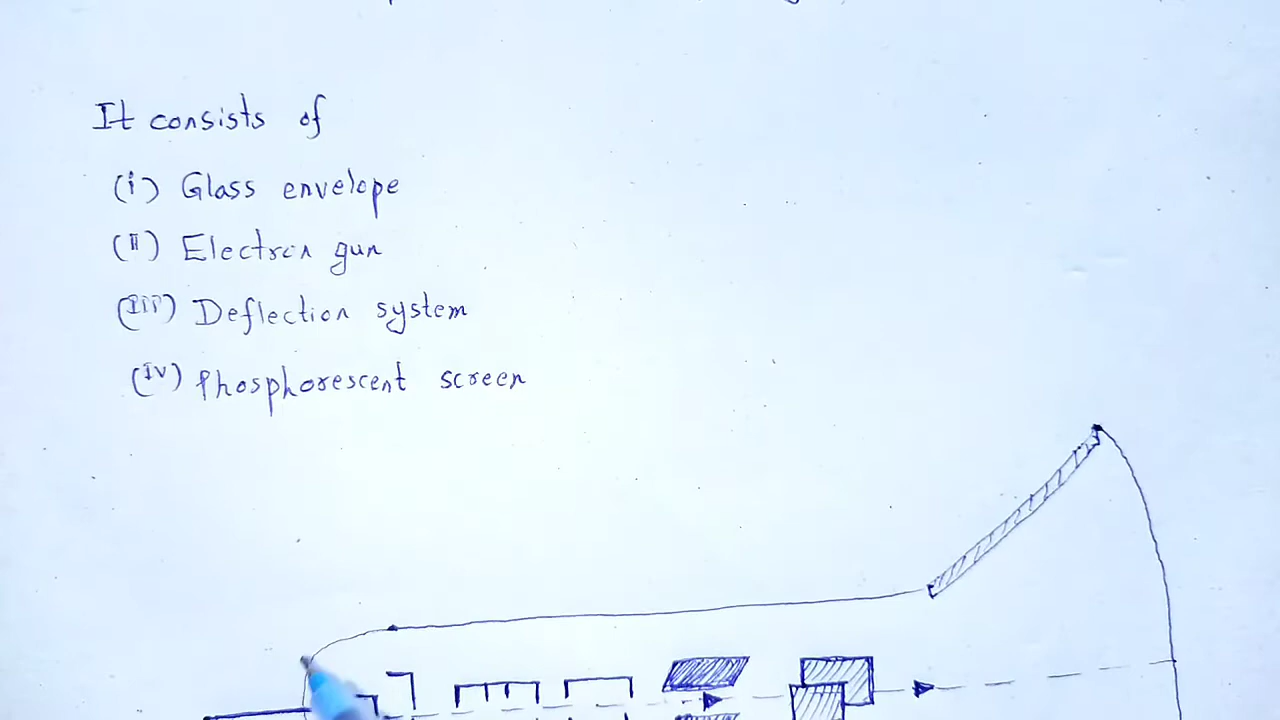 It consists of
(i) Glass envelope
(II) Electron gun
(III) Deflection system
(IV) Phosphorescent screen